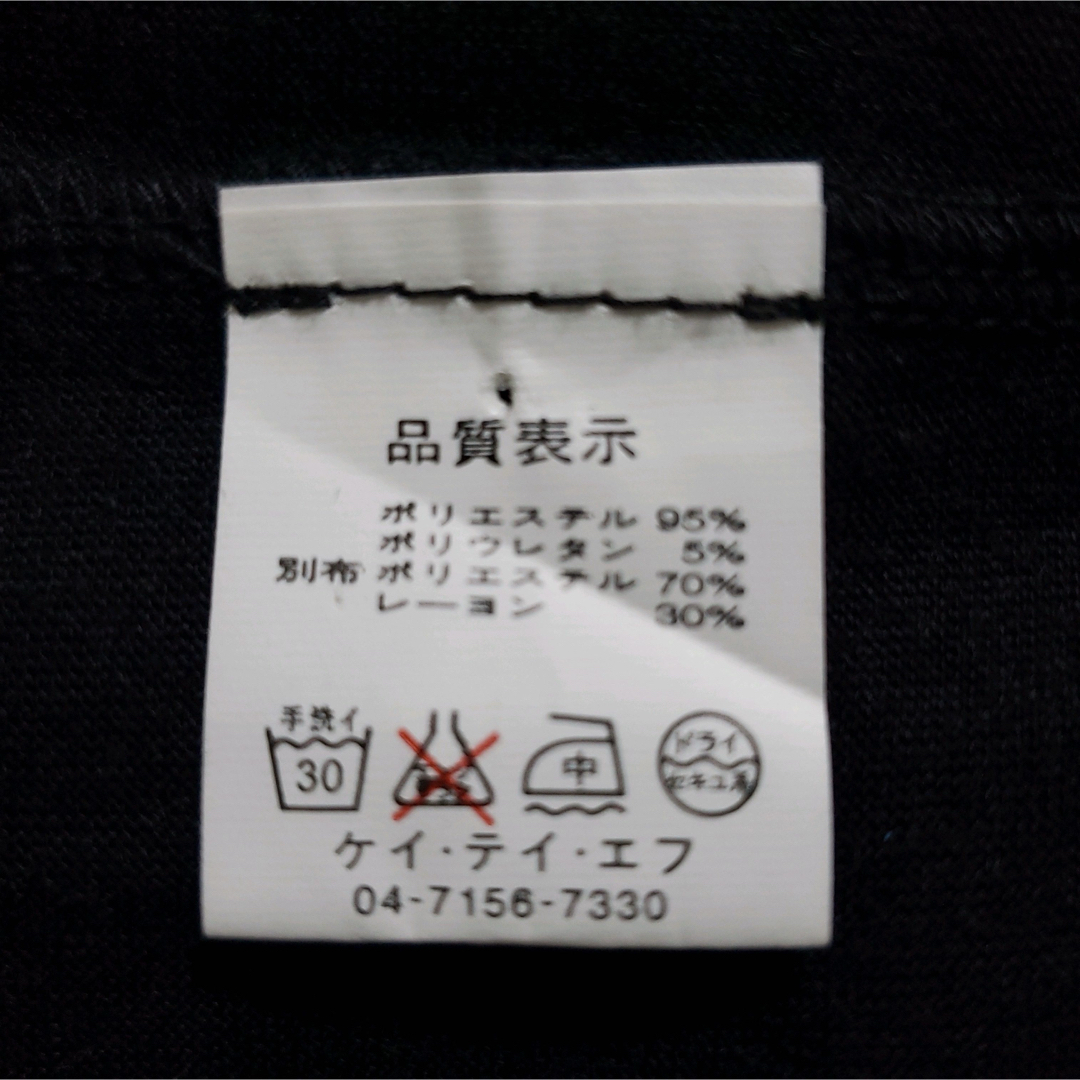 品質表示
ポリエステル 95%
ポリウレタン 5%
別布 ポリエステル 70%
レーヨン 30%
手洗イ
30
中
ドライ
セキユ系
ケイ・テイ・エフ
04-7156-7330